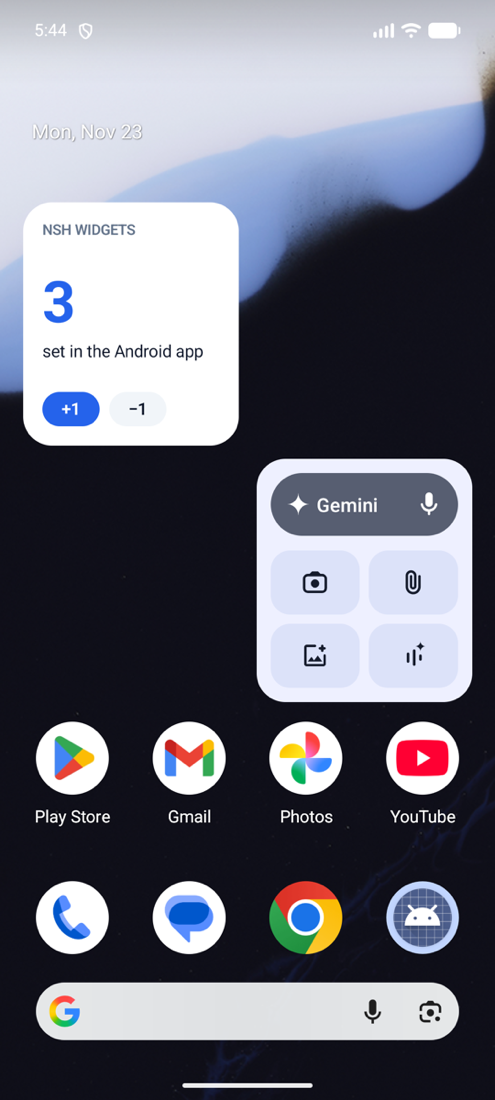 5:44
Mon, Nov 23
NSH WIDGETS
3
set in the Android app
+1 −1
Gemini
Play Store Gmail Photos YouTube